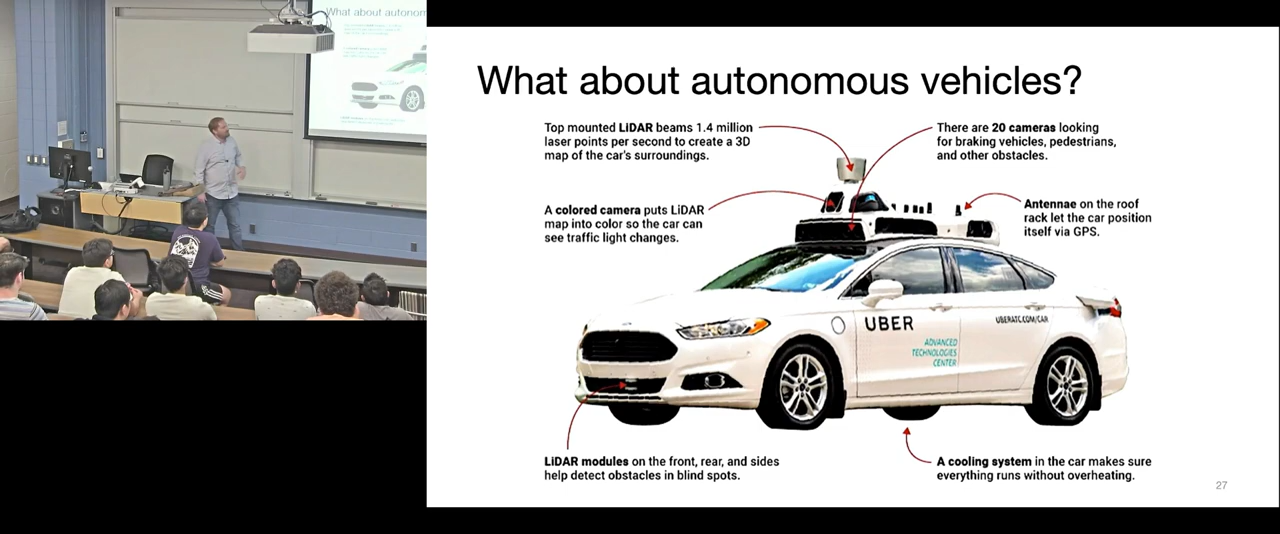 What about autonom
What about autonomous vehicles?
Top mounted LiDAR beams 1.4 million
laser points per second to create a 3D
map of the car's surroundings.
There are 20 cameras looking
for braking vehicles, pedestrians,
and other obstacles.
A colored camera puts LiDAR
map into color so the car can
see traffic light changes.
Antennae on the roof
rack let the car position
itself via GPS.
UBER
ADVANCED
TECHNOLOGIES
CENTER
UBERATC.COM/CAR
LiDAR modules on the front, rear, and sides
help detect obstacles in blind spots.
A cooling system in the car makes sure
everything runs without overheating.
27